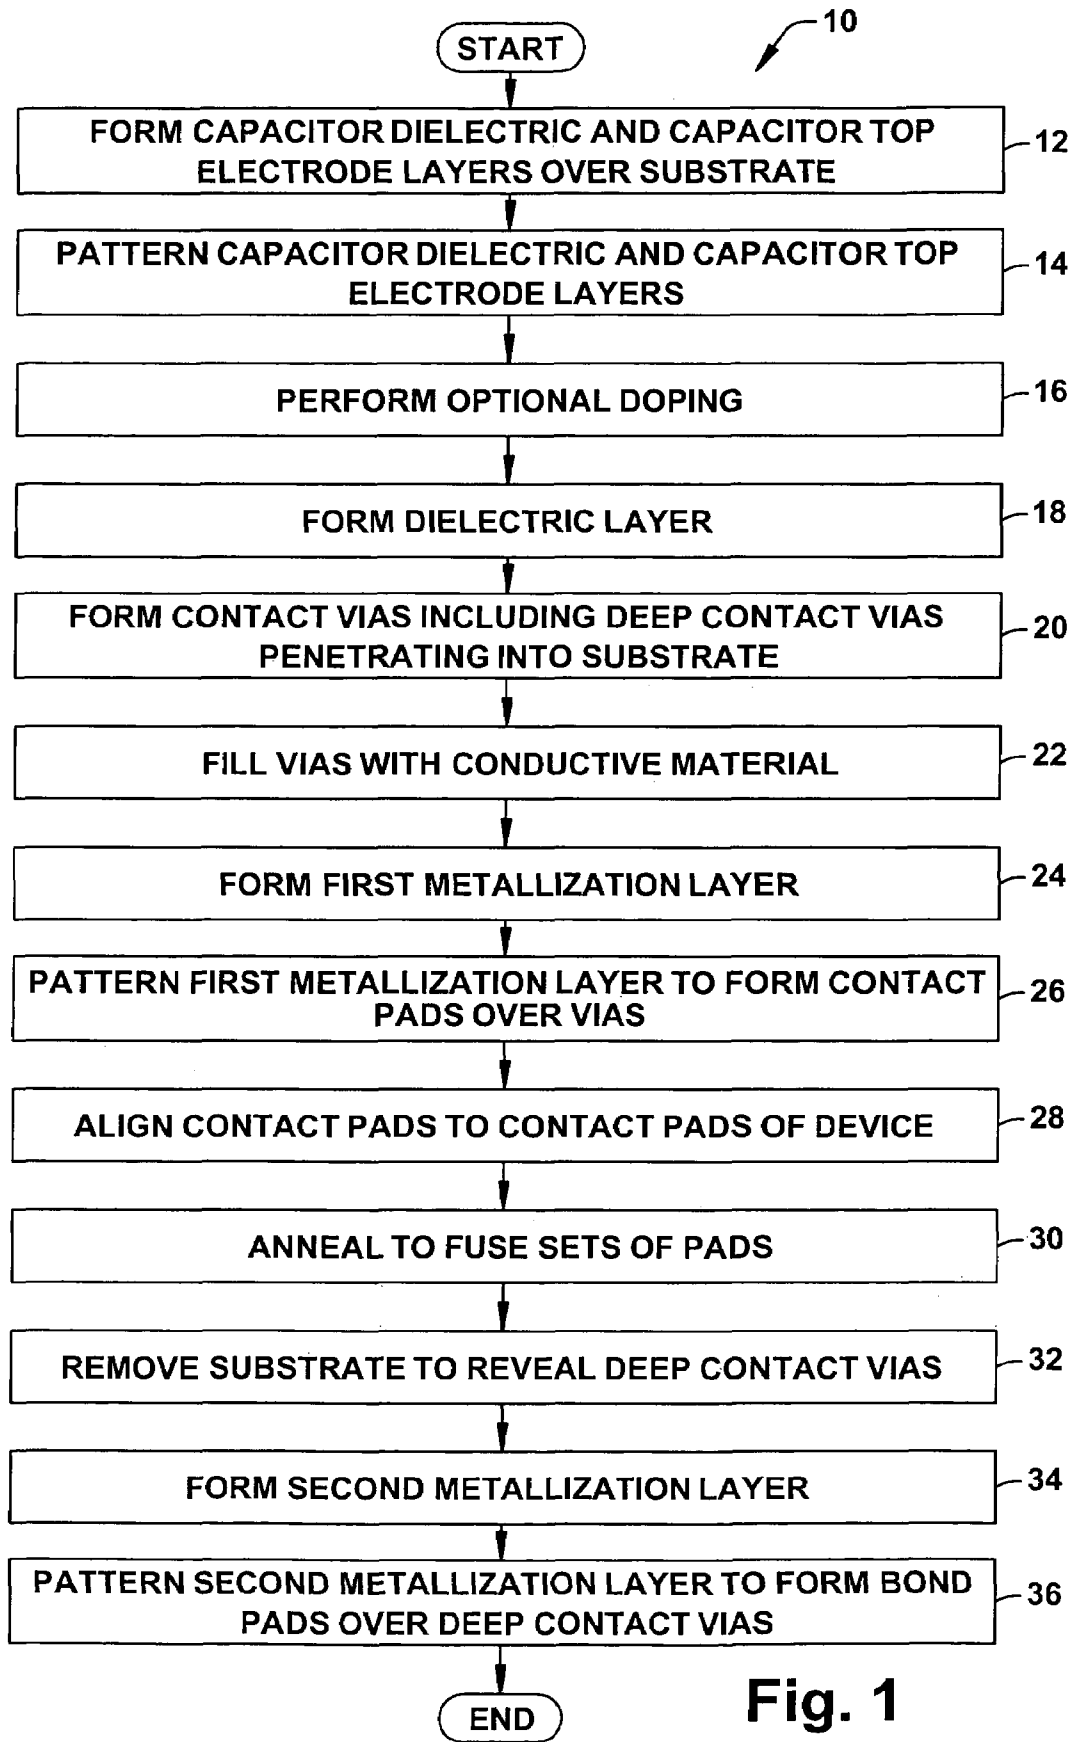 10
START
FORM CAPACITOR DIELECTRIC AND CAPACITOR TOP
ELECTRODE LAYERS OVER SUBSTRATE
12
PATTERN CAPACITOR DIELECTRIC AND CAPACITOR TOP
ELECTRODE LAYERS
14
PERFORM OPTIONAL DOPING
16
FORM DIELECTRIC LAYER
18
FORM CONTACT VIAS INCLUDING DEEP CONTACT VIAS
PENETRATING INTO SUBSTRATE
20
FILL VIAS WITH CONDUCTIVE MATERIAL
22
FORM FIRST METALLIZATION LAYER
24
PATTERN FIRST METALLIZATION LAYER TO FORM CONTACT
PADS OVER VIAS
26
ALIGN CONTACT PADS TO CONTACT PADS OF DEVICE
28
ANNEAL TO FUSE SETS OF PADS
30
REMOVE SUBSTRATE TO REVEAL DEEP CONTACT VIAS
32
FORM SECOND METALLIZATION LAYER
34
PATTERN SECOND METALLIZATION LAYER TO FORM BOND
PADS OVER DEEP CONTACT VIAS
36
END
Fig. 1